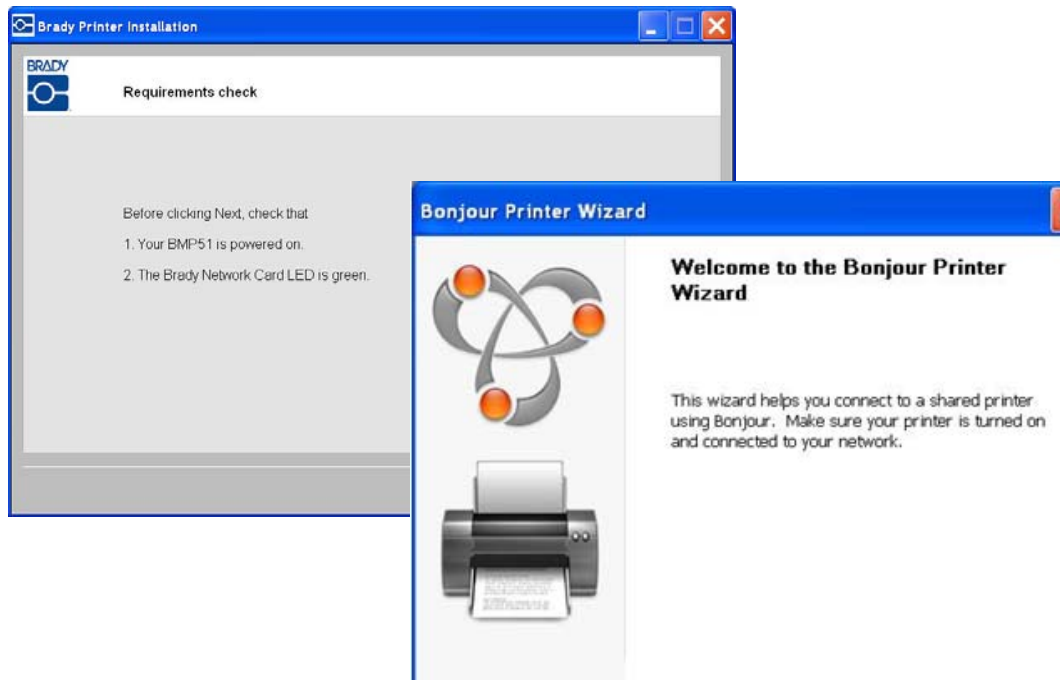 Brady Printer Installation
BRADY
Requirements check
Before clicking Next, check that
1. Your BMP51 is powered on.
2. The Brady Network Card LED is green.
Bonjour Printer Wizard
Welcome to the Bonjour Printer
Wizard
This wizard helps you connect to a shared printer
using Bonjour. Make sure your printer is turned on
and connected to your network.